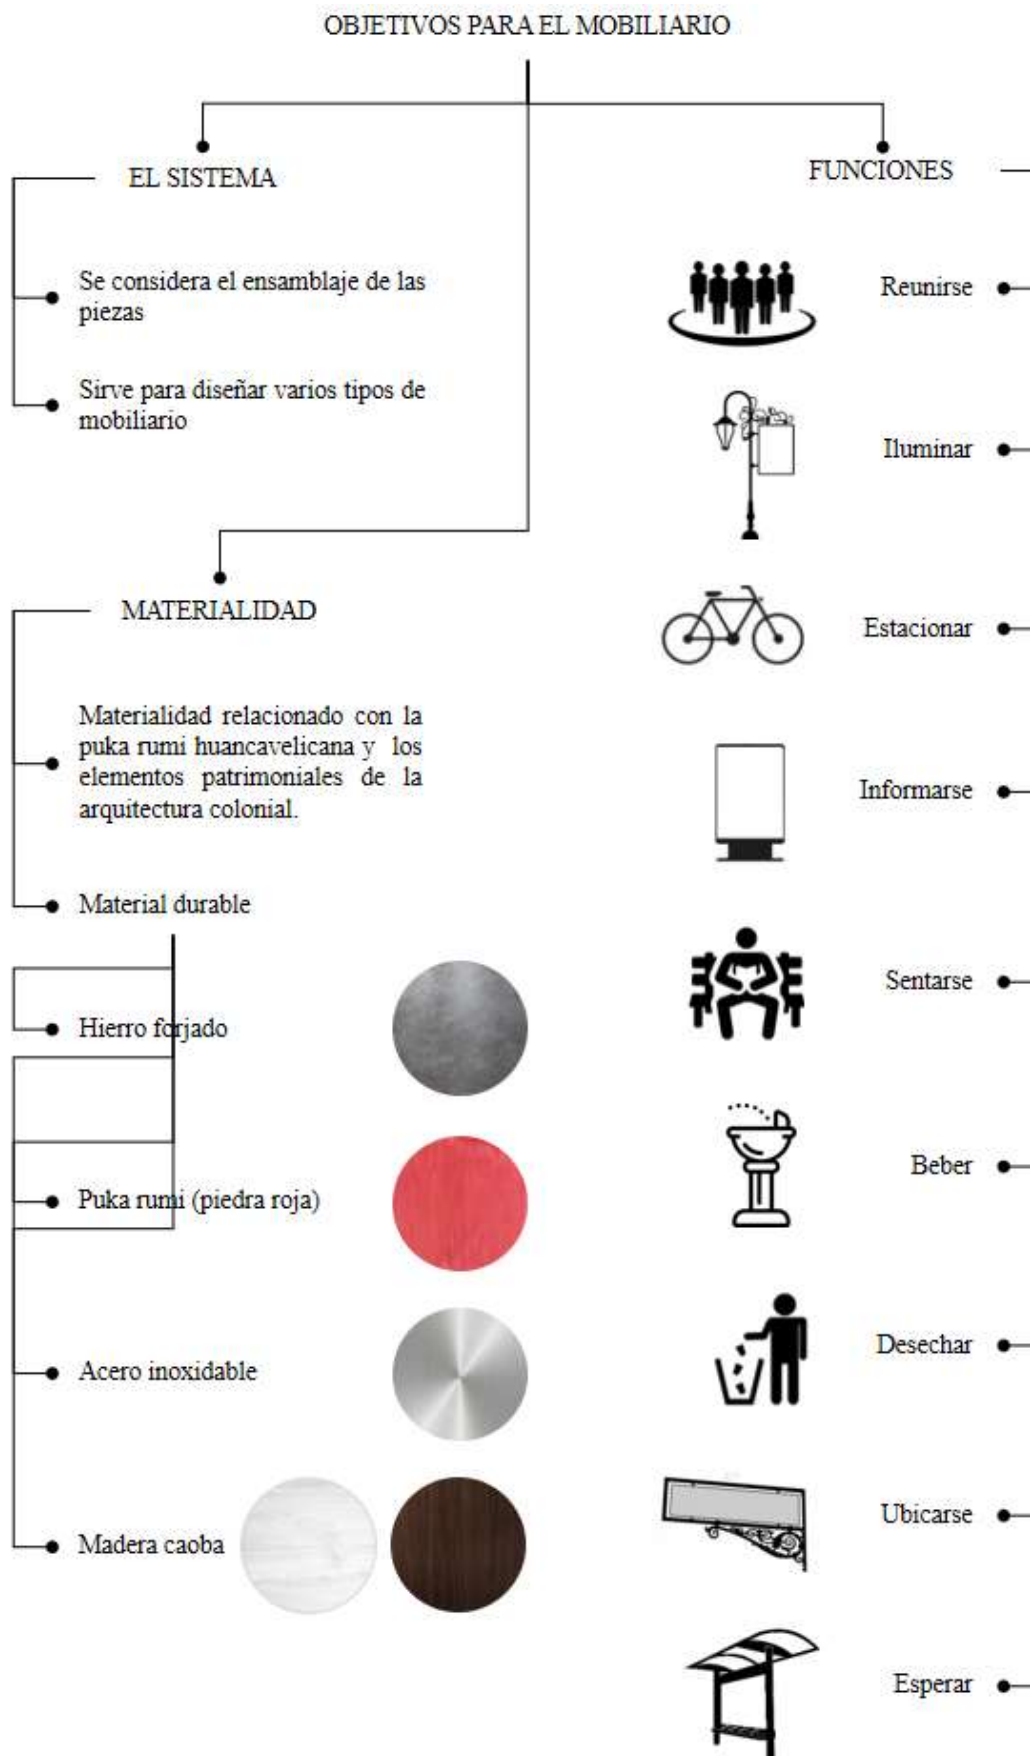 OBJETIVOS PARA EL MOBILIARIO
EL SISTEMA
Se considera el ensamblaje de las
piezas
Sirve para diseñar varios tipos de
mobiliario
MATERIALIDAD
Materialidad relacionado con la
puka rumi huancavelicana y los
elementos patrimoniales de la
arquitectura colonial.
Material durable
Hierro forjado
Puka rumi (piedra roja)
Acero inoxidable
Madera caoba
FUNCIONES
Reunirse
Iluminar
Estacionar
Informarse
Sentarse
Beber
Desechar
Ubicarse
Esperar